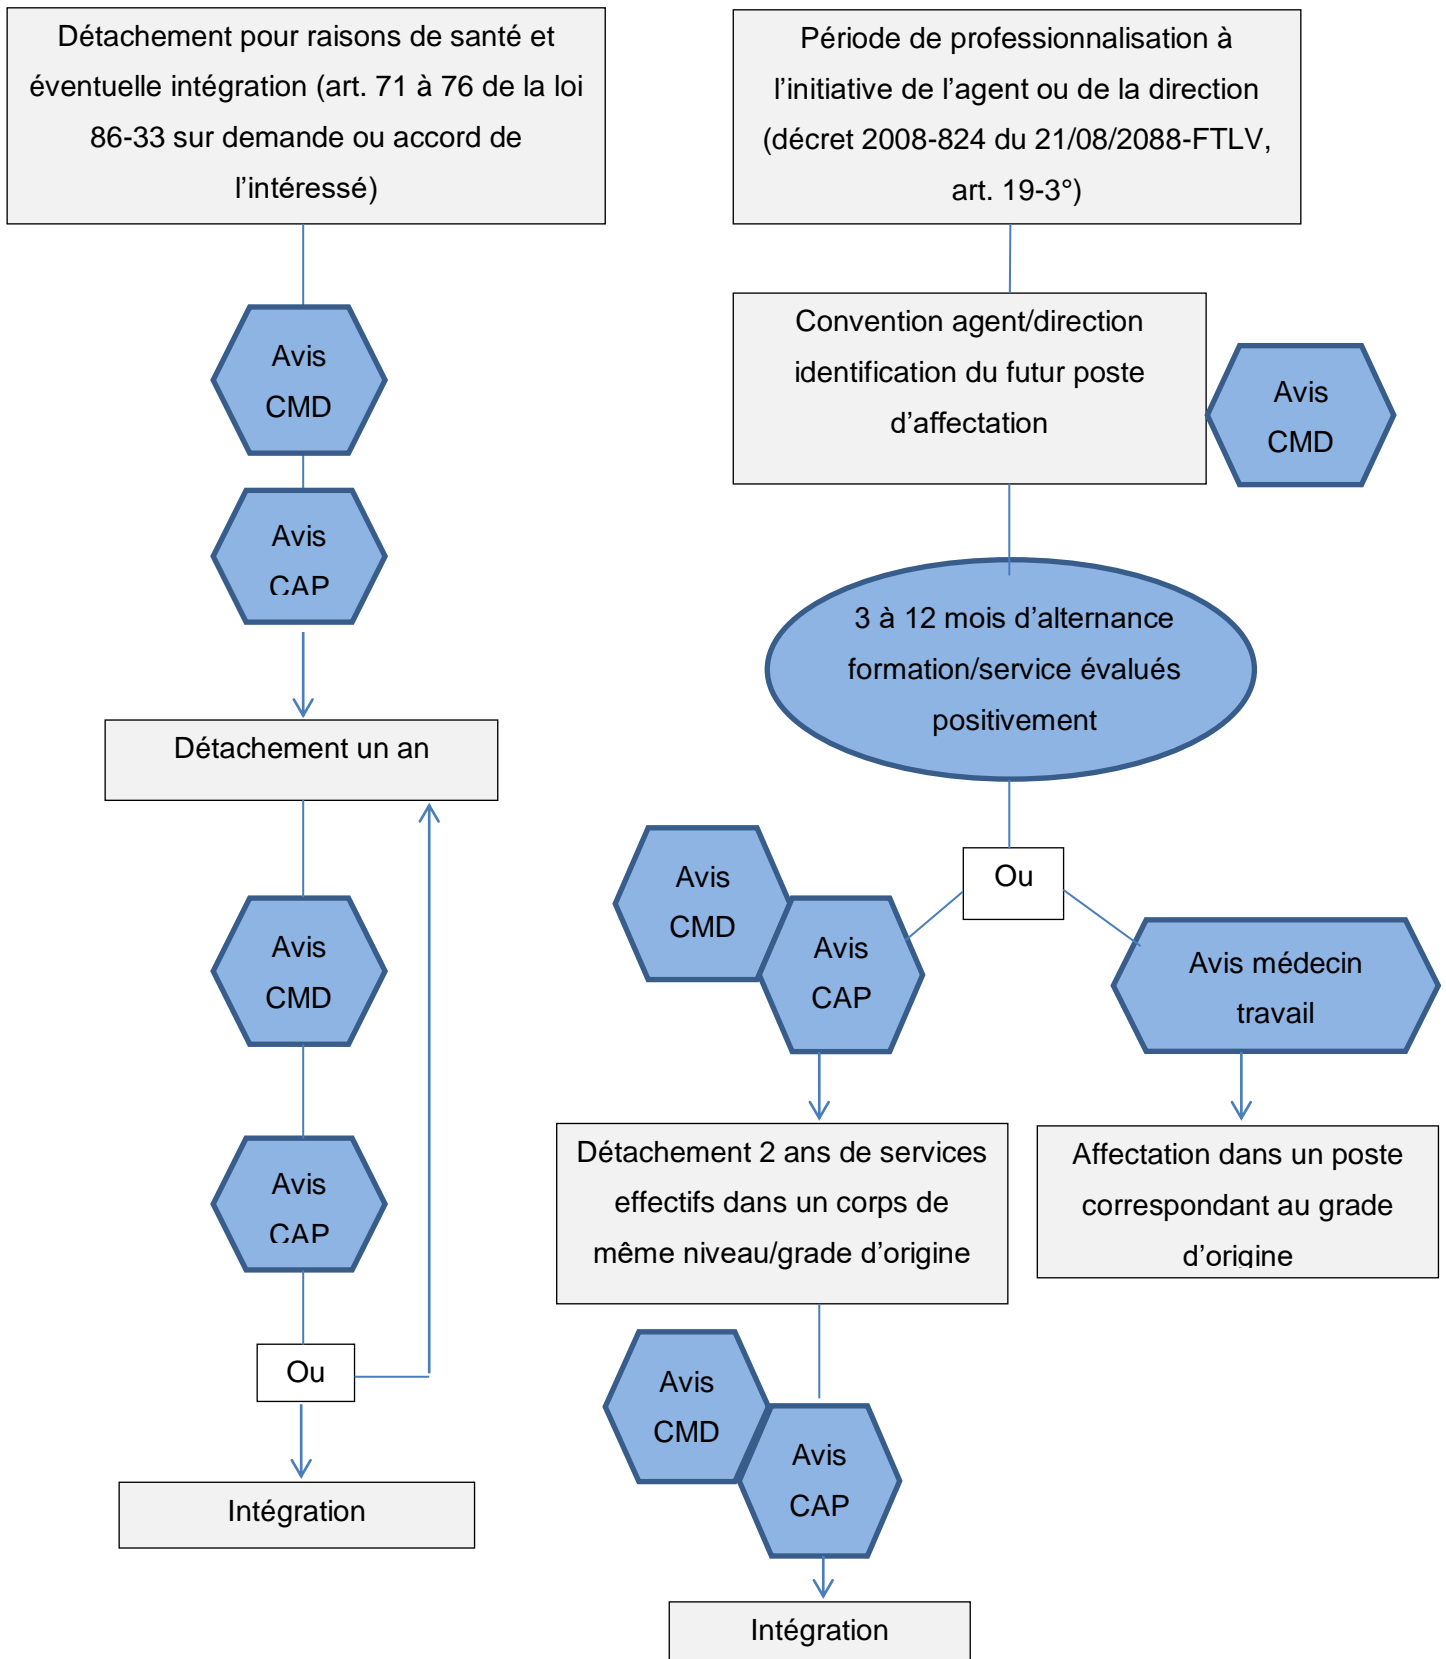 Détachement pour raisons de santé et
éventuelle intégration (art. 71 à 76 de la loi
86-33 sur demande ou accord de
l’intéressé)
Avis
CMD
Avis
CAP
Détachement un an
Avis
CMD
Avis
CAP
Ou
Intégration
Période de professionnalisation à
l’initiative de l’agent ou de la direction
(décret 2008-824 du 21/08/2088-FTLV,
art. 19-3°)
Convention agent/direction
identification du futur poste
d’affectation
Avis
CMD
3 à 12 mois d’alternance
formation/service évalués
positivement
Ou
Avis
CMD
Avis
CAP
Avis médecin
travail
Détachement 2 ans de services
effectifs dans un corps de
même niveau/grade d’origine
Affectation dans un poste
correspondant au grade
d’origine
Avis
CMD
Avis
CAP
Intégration